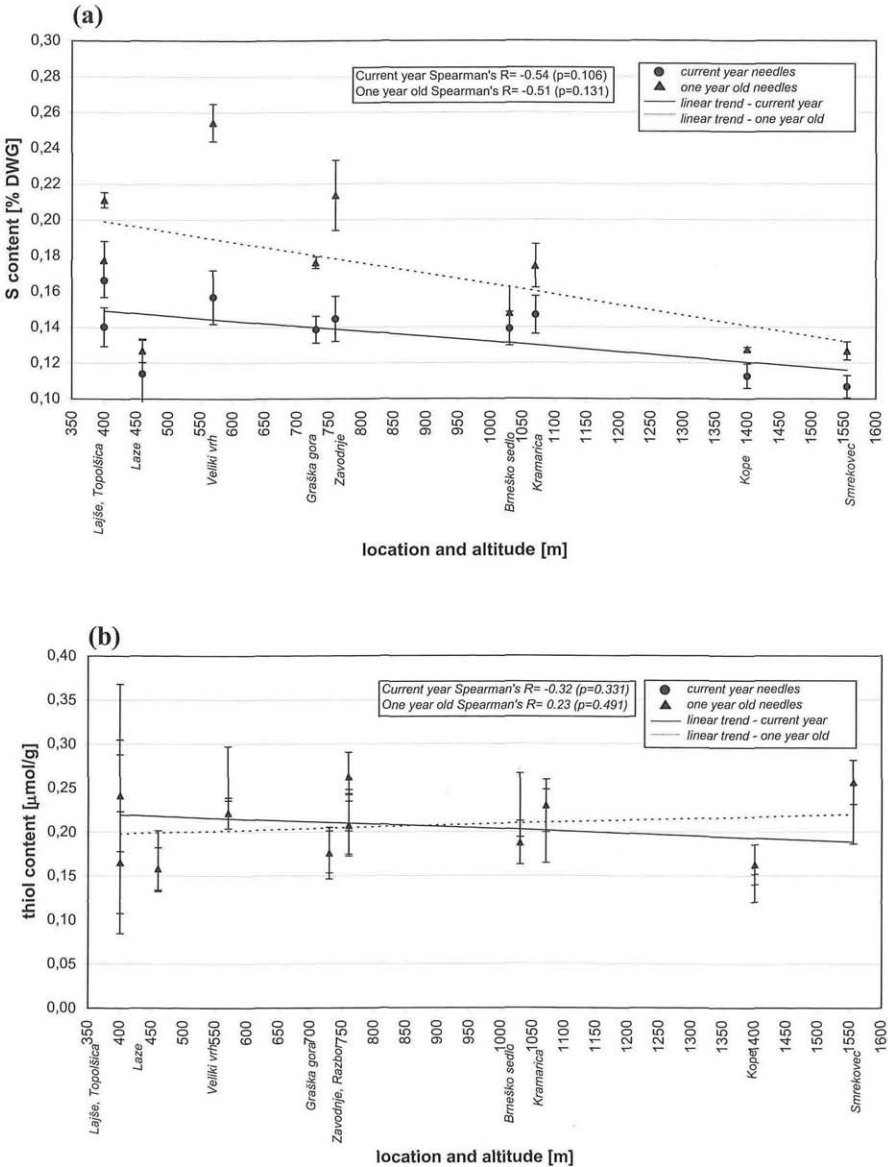 (a)
0,30
0,28
0,26
0,24
0,22
0,20
0,18
0,16
0,14
0,12
0,10
S content [% DWG]
Current year Spearman's R= -0.54 (p=0.106)
One year old Spearman's R= -0.51 (p=0.131)
current year needles
one year old needles
linear trend - current year
linear trend - one year old
350
400
450
500
550
600
650
700
750
800
850
900
950
1000
1050
1100
1150
1200
1250
1300
1350
1400
1450
1500
1550
1600
Lajše, Topolšica
Laze
Veliki vrh
Graška gora
Zavodnje
Brneško sedlo
Kramarica
Kope
Smrekovec
location and altitude [m]
(b)
0,40
0,35
0,30
0,25
0,20
0,15
0,10
0,05
0,00
thiol content [µmol/g]
Current year Spearman's R= -0.32 (p=0.331)
One year old Spearman's R= 0.23 (p=0.491)
current year needles
one year old needles
linear trend - current year
linear trend - one year old
350
400
450
500
550
600
650
700
750
800
850
900
950
1000
1050
1100
1150
1200
1250
1300
1350
1400
1450
1500
1550
1600
Lajše, Topolšica
Laze
Veliki vrh
Graška gora
Zavodnje, Razbor
Brneško sedlo
Kramarica
Kope
Smrekovec
location and altitude [m]